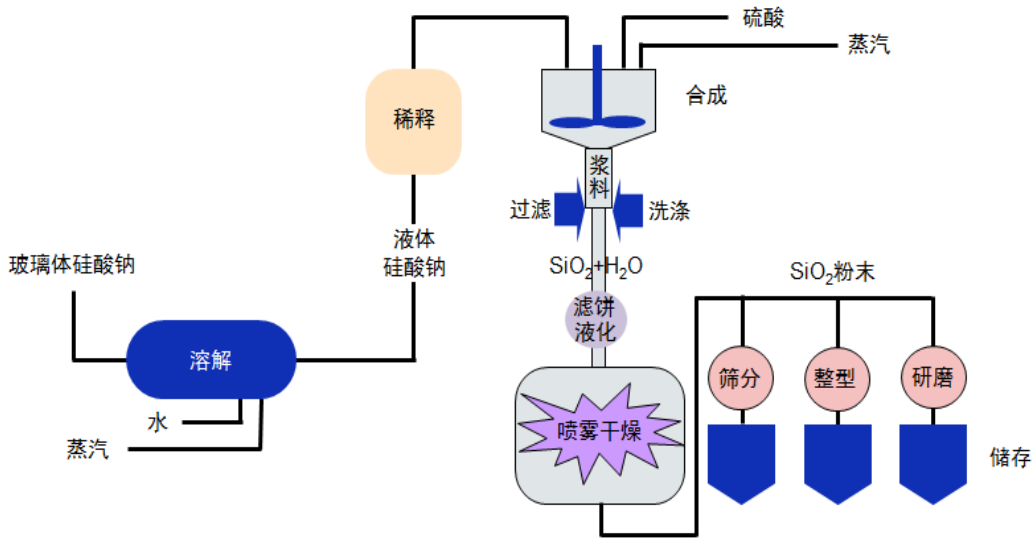 硫酸
蒸汽
稀释
合成
浆
料
过滤
洗涤
液体
硅酸钠
玻璃体硅酸钠
SiO₂+H₂O
SiO₂粉末
滤饼
液化
溶解
筛分
整型
研磨
水
蒸汽
喷雾干燥
储存